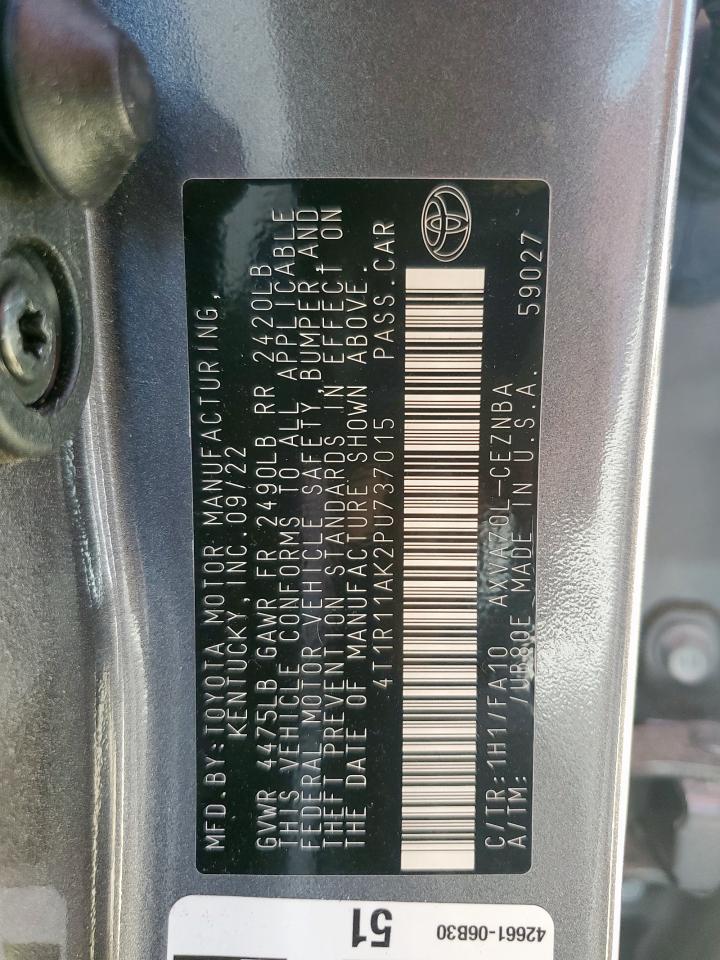 MFD. BY: TOYOTA MOTOR MANUFACTURING,
KENTUCKY, INC. 09/22
GVWR 4475LB GAWR FR 2490LB RR 2420LB
THIS VEHICLE CONFORMS TO ALL APPLICABLE
FEDERAL MOTOR VEHICLE SAFETY, BUMPER, AND
THEFT PREVENTION STANDARDS IN EFFECT ON
THE DATE OF MANUFACTURE SHOWN ABOVE.
4T1R11AK2PU737015 PASS.CAR
C/TR: 1H1/FA10 AXVA70L-CEZNBA
A/TM: /UB80E MADE IN U.S.A. 59027
51
42661-06B30